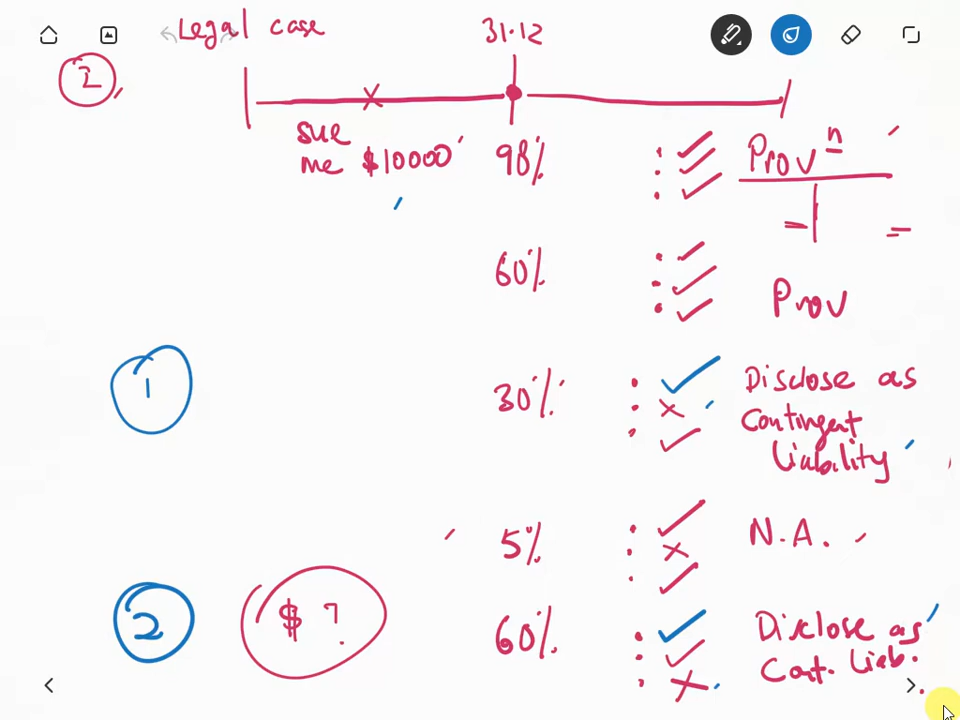 Legal case
31.12
2
sue
me $10000
98%
Provn
60%
Prov
1
30%
Disclose as
Contingent
Liability
5%
N.A.
2
$ ?
60%
Disclose as
Cont. Liab.